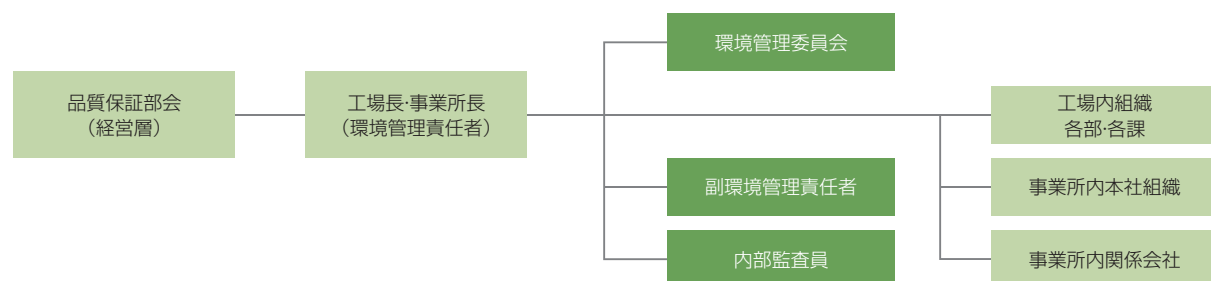 品質保証部会
（経営層）
工場長・事業所長
（環境管理責任者）
環境管理委員会
副環境管理責任者
内部監査員
工場内組織
各部・各課
事業所内本社組織
事業所内関係会社